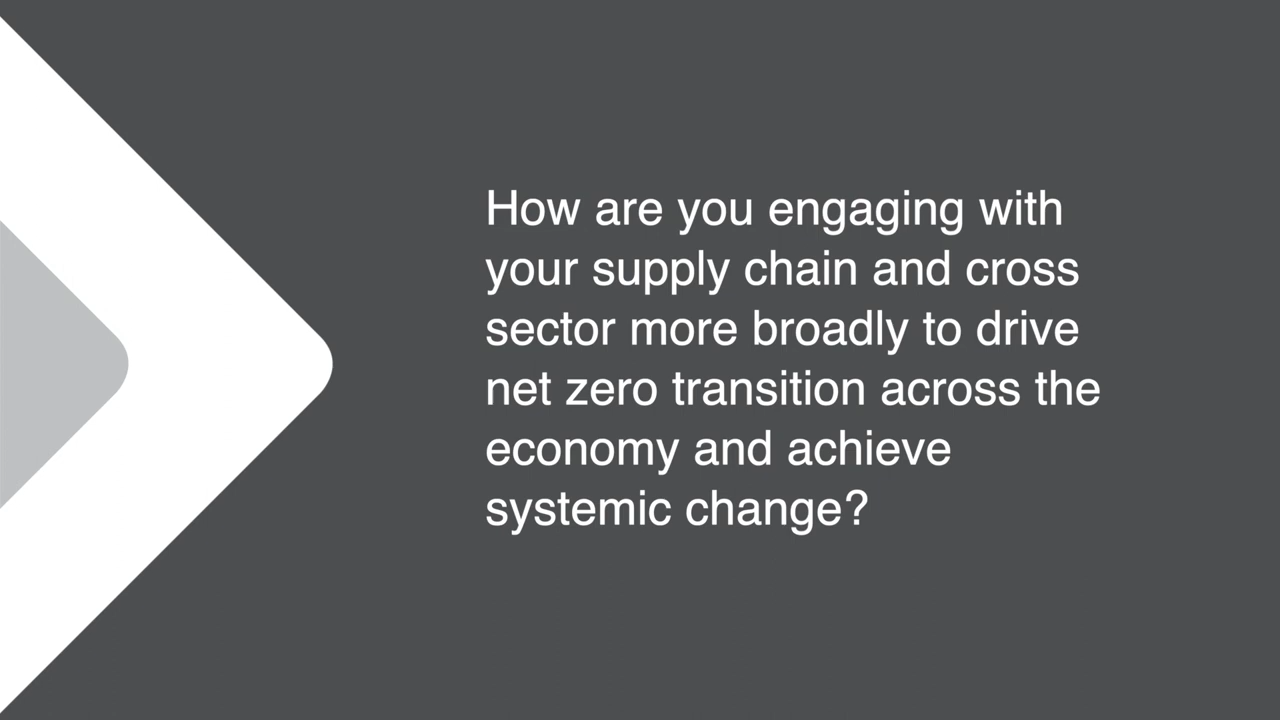 How are you engaging with
your supply chain and cross
sector more broadly to drive
net zero transition across the
economy and achieve
systemic change?